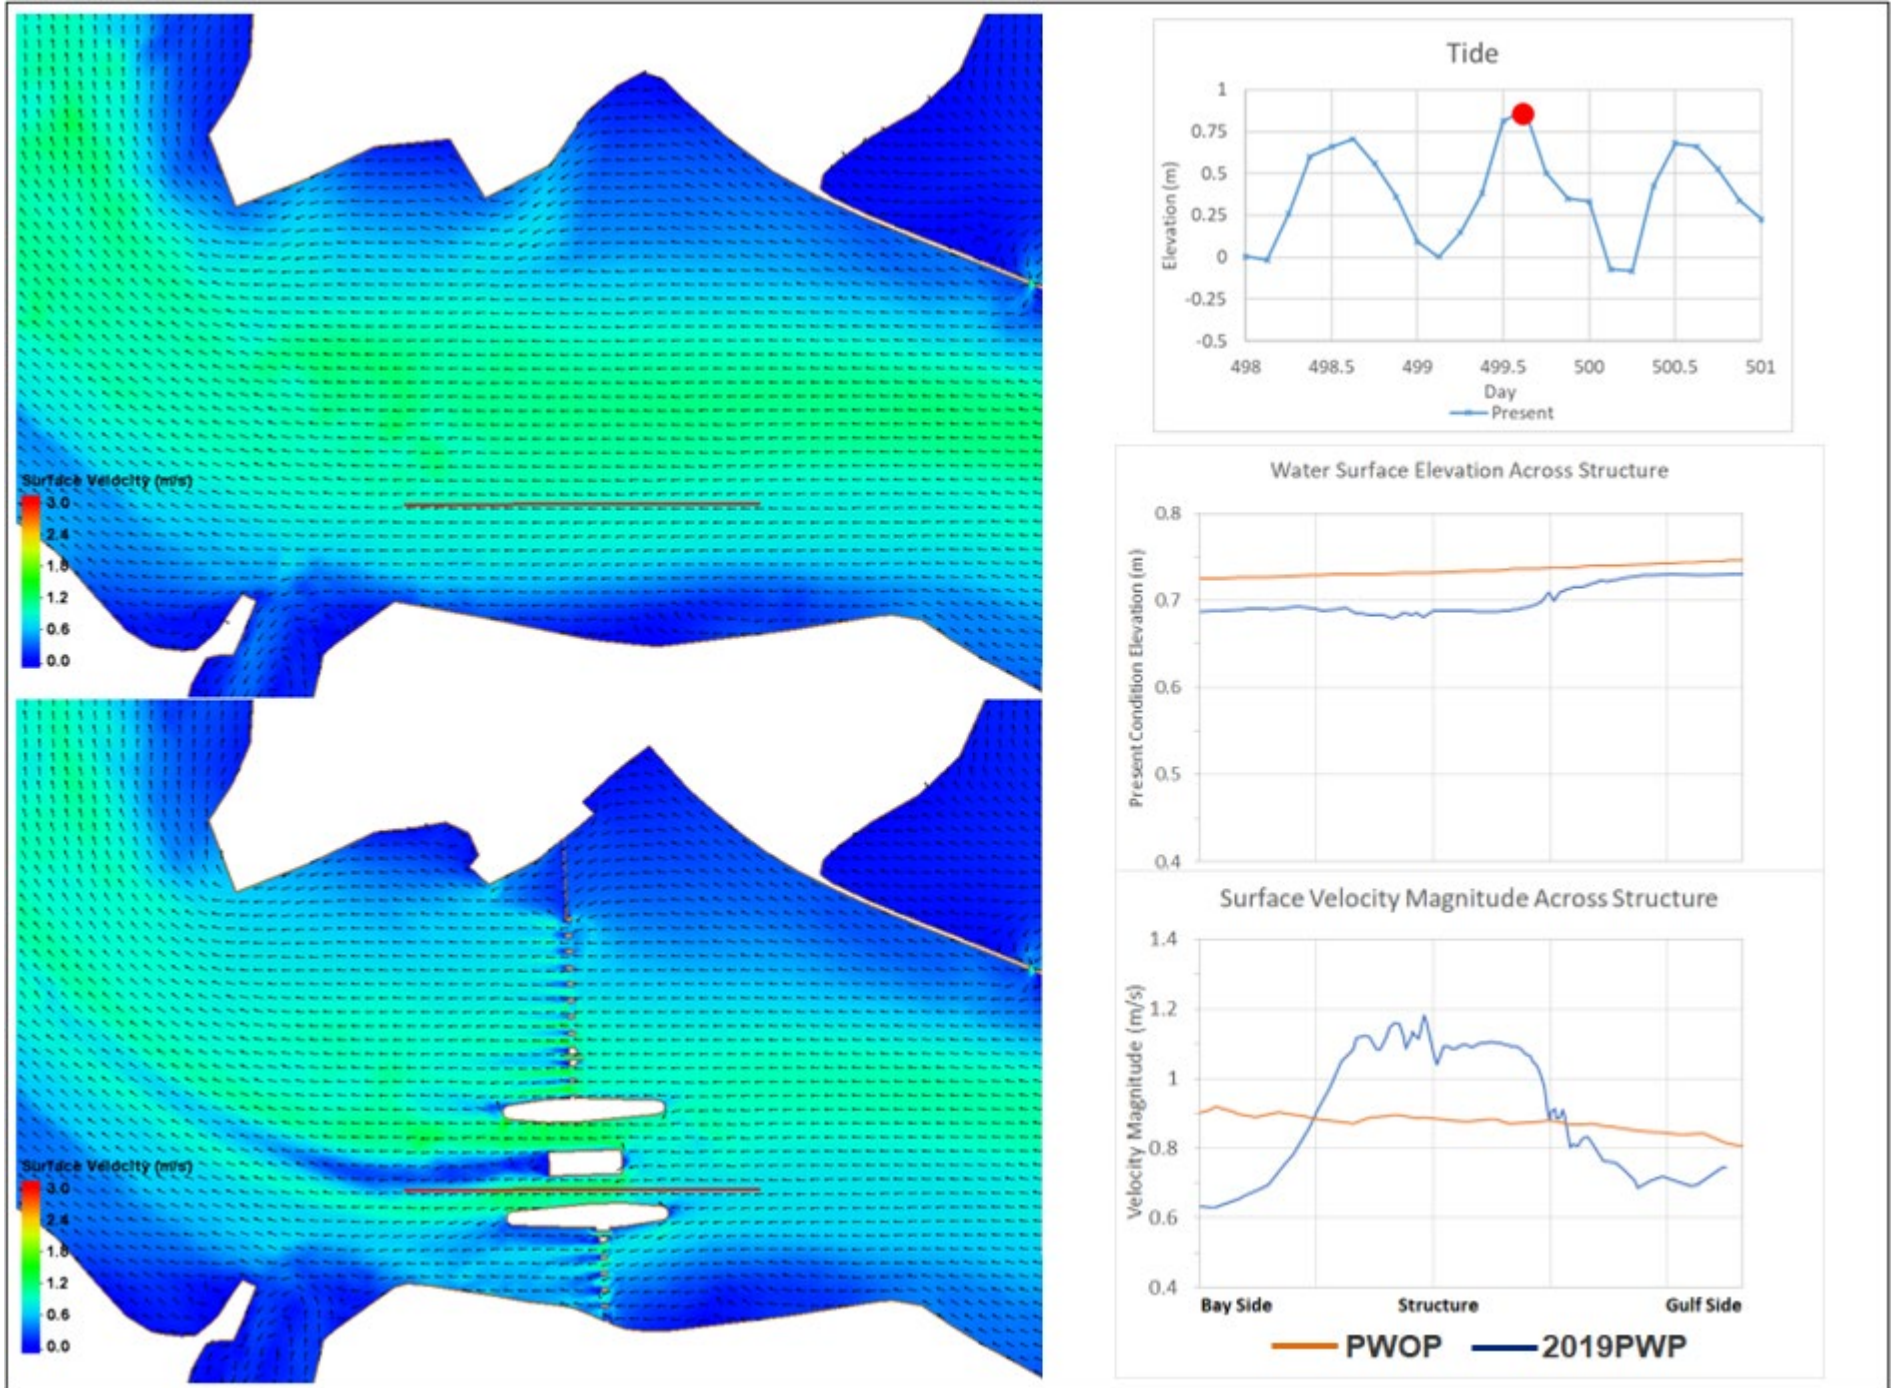 Surface Velocity (m/s)
3.0
2.4
1.8
1.2
0.6
0.0
Surface Velocity (m/s)
3.0
2.4
1.8
1.2
0.6
0.0
Tide
Elevation (m)
1
0.75
0.5
0.25
0
-0.25
-0.5
498 498.5 499 499.5 500 500.5 501
Day
Present
Water Surface Elevation Across Structure
Present Condition Elevation (m)
0.8
0.7
0.6
0.5
0.4
Surface Velocity Magnitude Across Structure
Velocity Magnitude (m/s)
1.4
1.2
1
0.8
0.6
0.4
Bay Side Structure Gulf Side
PWOP 2019PWP